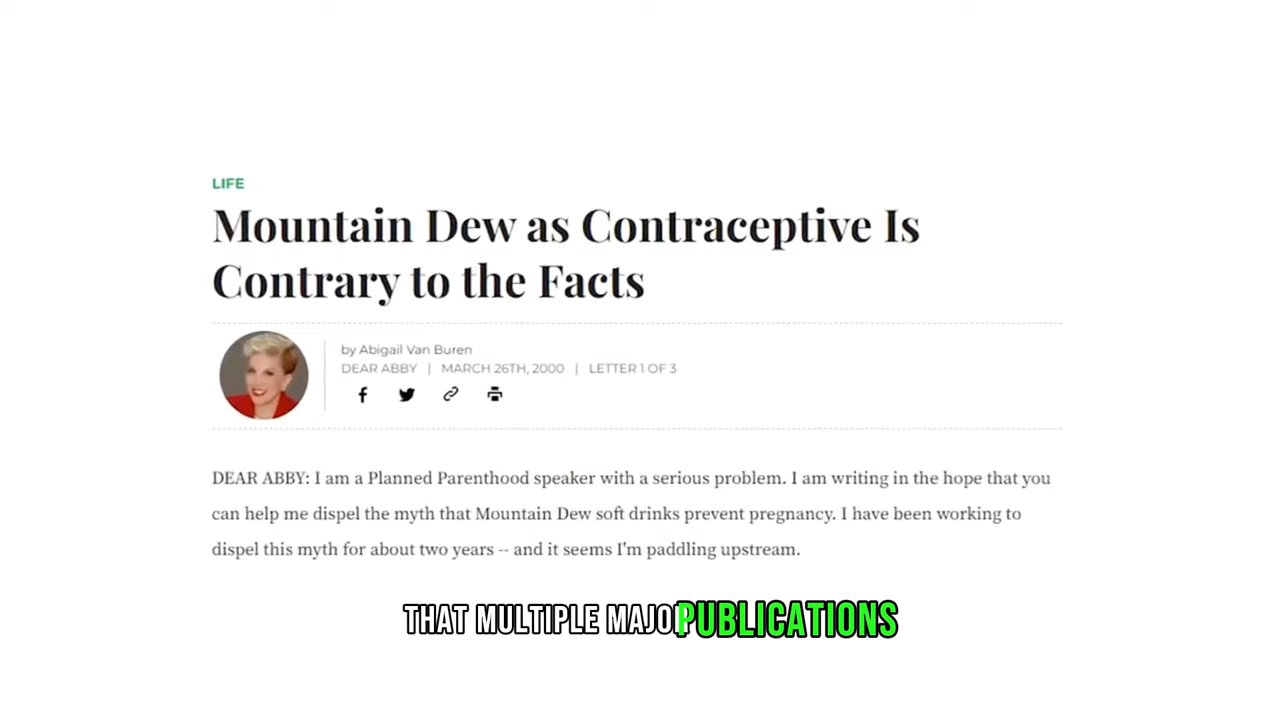 LIFE
Mountain Dew as Contraceptive Is
Contrary to the Facts
by Abigail Van Buren
DEAR ABBY | MARCH 26TH, 2000 | LETTER 1 OF 3
DEAR ABBY: I am a Planned Parenthood speaker with a serious problem. I am writing in the hope that you
can help me dispel the myth that Mountain Dew soft drinks prevent pregnancy. I have been working to
dispel this myth for about two years -- and it seems I'm paddling upstream.
THAT MULTIPLE MAJOR PUBLICATIONS